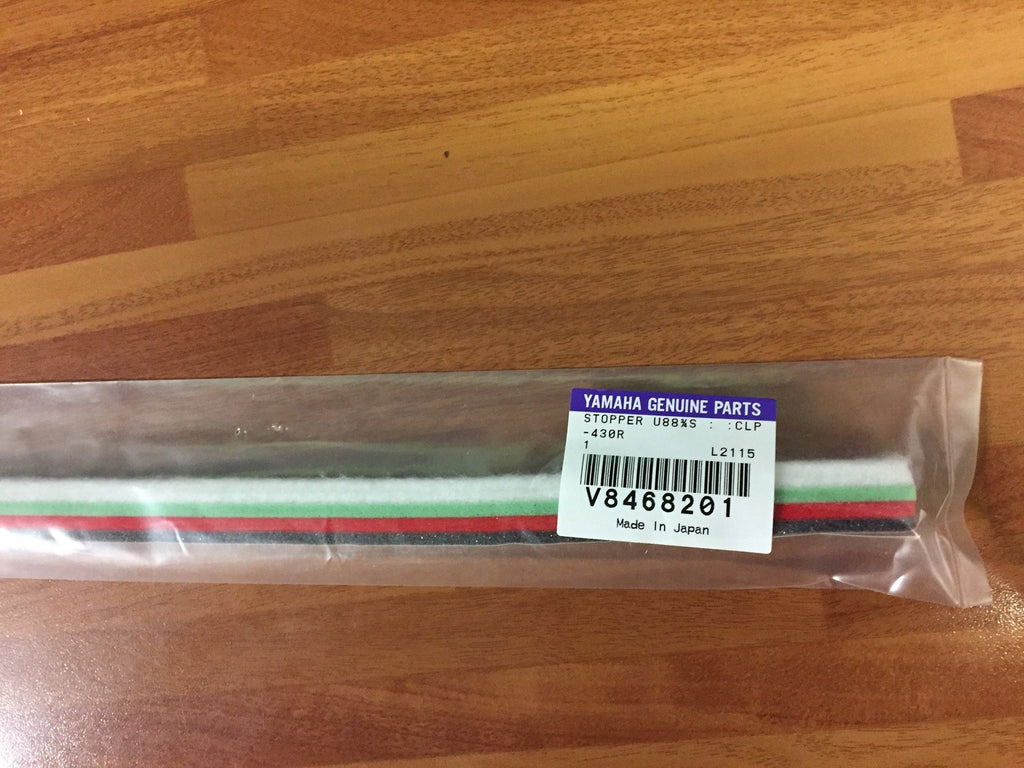 YAMAHA GENUINE PARTS
STOPPER U88%S : :CLP
-430R
1 L2115
V8468201
Made In Japan